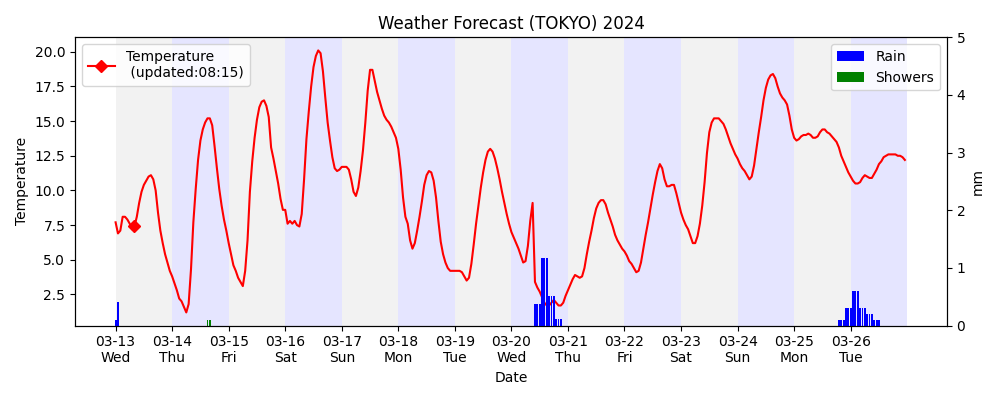 Weather Forecast (TOKYO) 2024
Temperature
(updated:08:15)
Rain
Showers
Temperature
20.0
17.5
15.0
12.5
10.0
7.5
5.0
2.5
5
4
3
2
1
0
mm
03-13 03-14 03-15 03-16 03-17 03-18 03-19 03-20 03-21 03-22 03-23 03-24 03-25 03-26
Wed Thu Fri Sat Sun Mon Tue Wed Thu Fri Sat Sun Mon Tue
Date